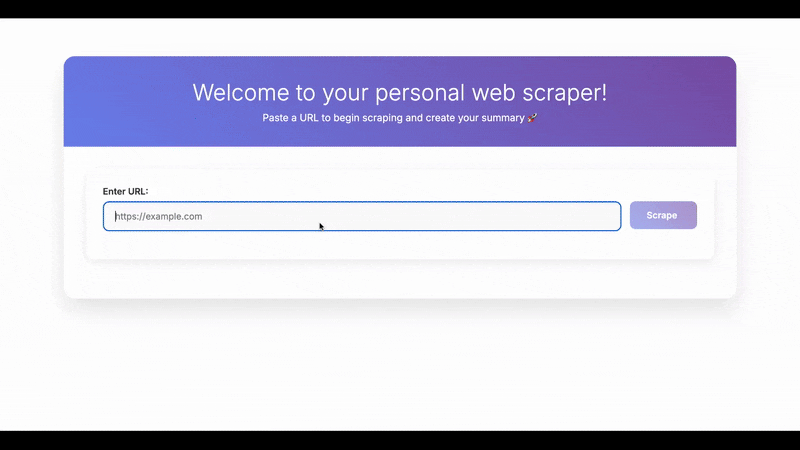 Welcome to your personal web scraper!
Paste a URL to begin scraping and create your summary 🚀
Enter URL:
https://example.com
Scrape